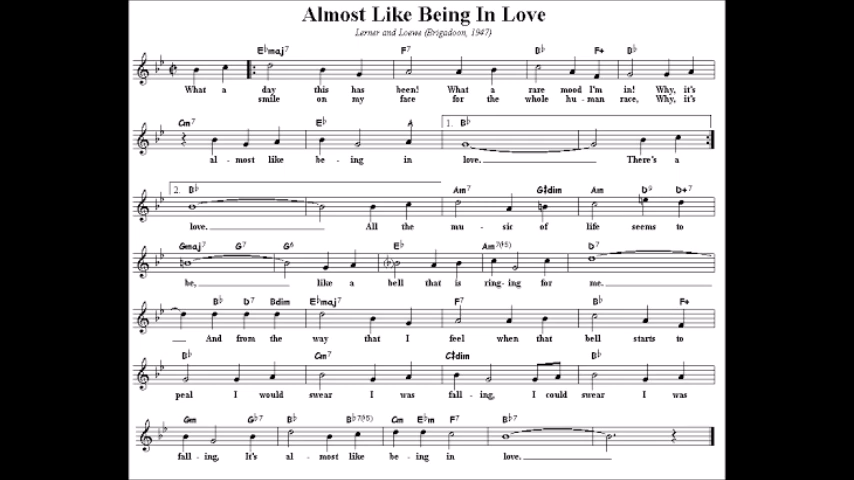 Almost Like Being In Love
Lerner and Loewe (Brigadoon, 1947)
E♭maj7 F7 B♭ F+ B♭
What a day this has been! What a rare mood I'm in! Why, it's
smile on my face for the whole hu - man race, Why, it's
Cm7 E♭ A 1. B♭
al - most like be - ing in love. There's a
2. B♭ Am7 G♯dim Am D9 D+7
love. All the mu - sic of life seems to
Gmaj7 G7 G6 E♭ Am7(♭5) D7
be, like a bell that is ring - ing for me.
B♭ D7 Bdim E♭maj7 F7 B♭ F+
And from the way that I feel when that bell starts to
B♭ Cm7 C♯dim B♭
peal I would swear I was fall - ing, I could swear I was
Gm G♭7 B♭ B♭7(♯5) Cm E♭m F7 B♭7
fall - ing, It's al - most like be - ing in love.